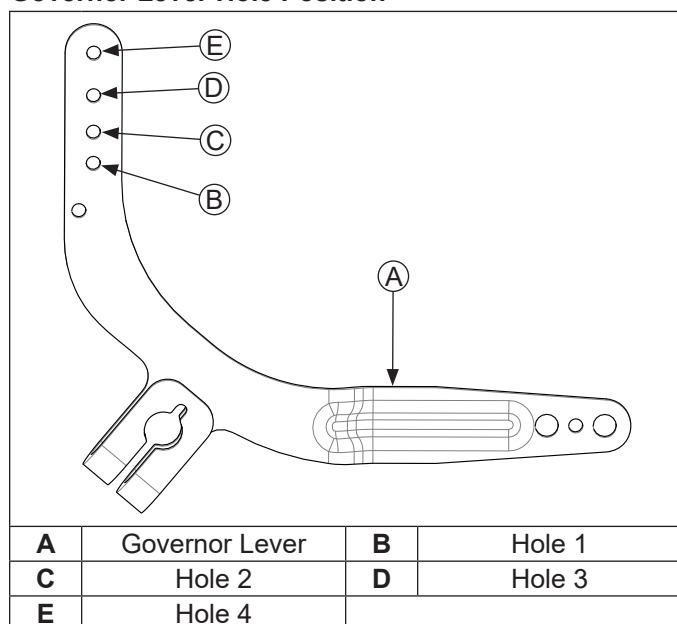 Governor Lever Hole Position
E
D
C
B
A
A Governor Lever B Hole 1
C Hole 2 D Hole 3
E Hole 4